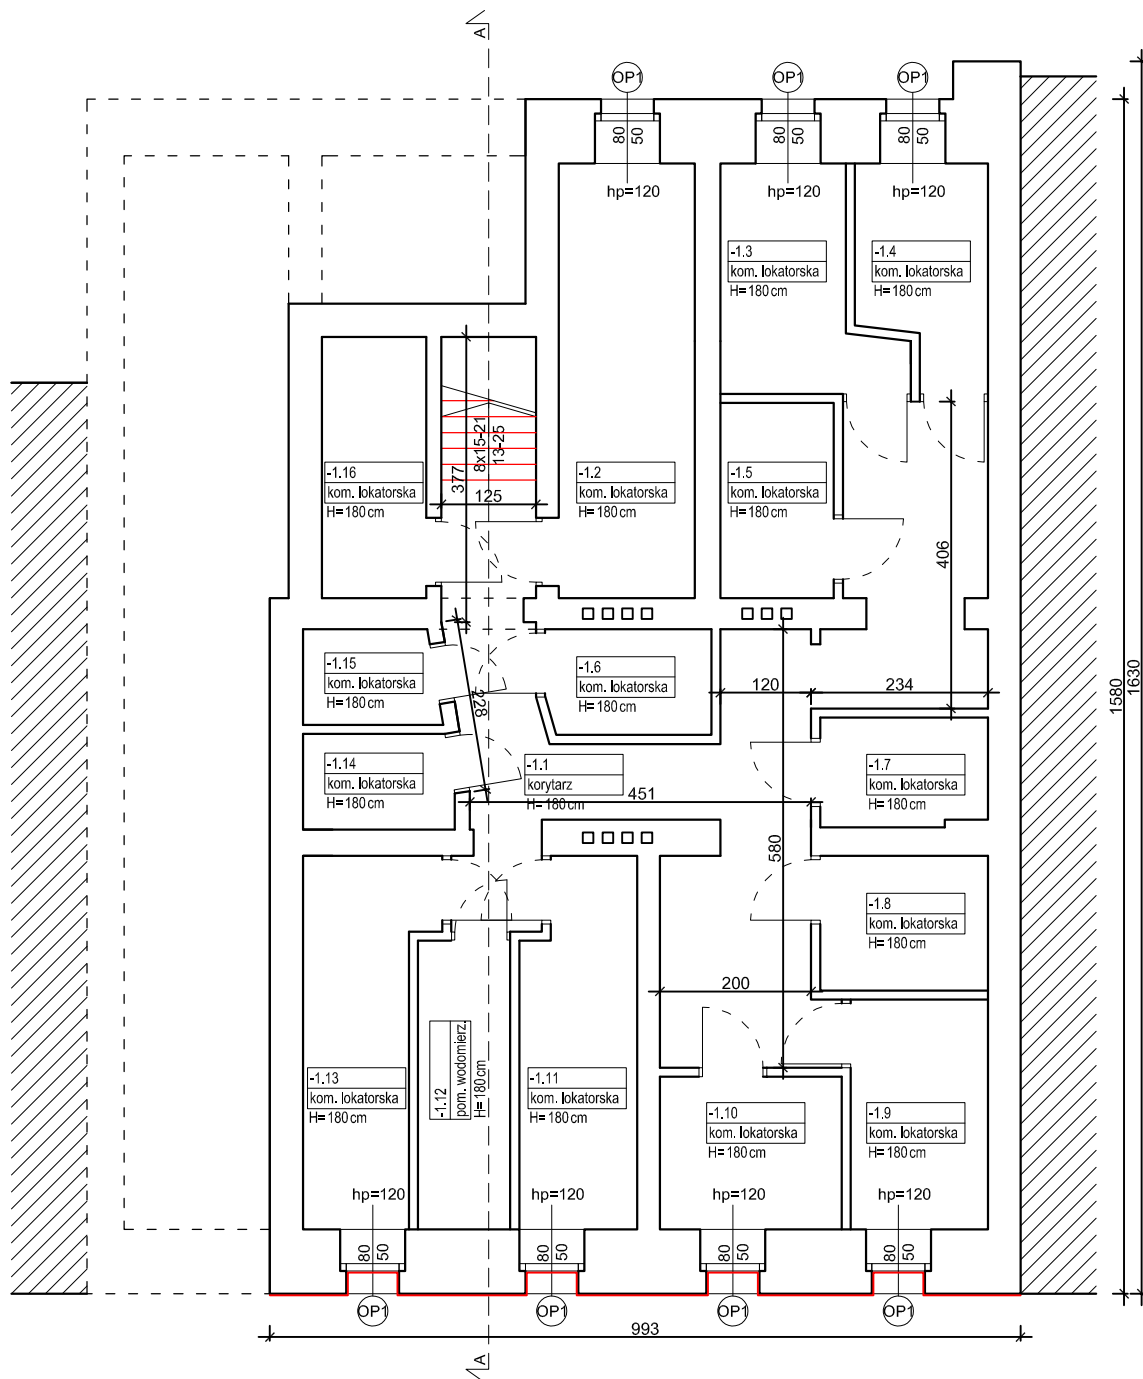 A
OP1
OP1
OP1
80
50
80
50
80
50
hp=120
hp=120
hp=120
-1.3
kom. lokatorska
H=180cm
-1.4
kom. lokatorska
H=180cm
-1.16
kom. lokatorska
H=180cm
377
8x15-21
13-25
125
-1.2
kom. lokatorska
H=180cm
-1.5
kom. lokatorska
H=180cm
406
1580
1630
-1.15
kom. lokatorska
H=180cm
228
-1.6
kom. lokatorska
H=180cm
120
234
-1.14
kom. lokatorska
H=180cm
-1.1
korytarz
H=180cm
451
-1.7
kom. lokatorska
H=180cm
580
-1.8
kom. lokatorska
H=180cm
200
-1.13
kom. lokatorska
H=180cm
-1.12
pom. wodomierz.
H=180cm
-1.11
kom. lokatorska
H=180cm
-1.10
kom. lokatorska
H=180cm
-1.9
kom. lokatorska
H=180cm
hp=120
hp=120
hp=120
hp=120
80
50
80
50
80
50
80
50
OP1
OP1
OP1
OP1
993
A